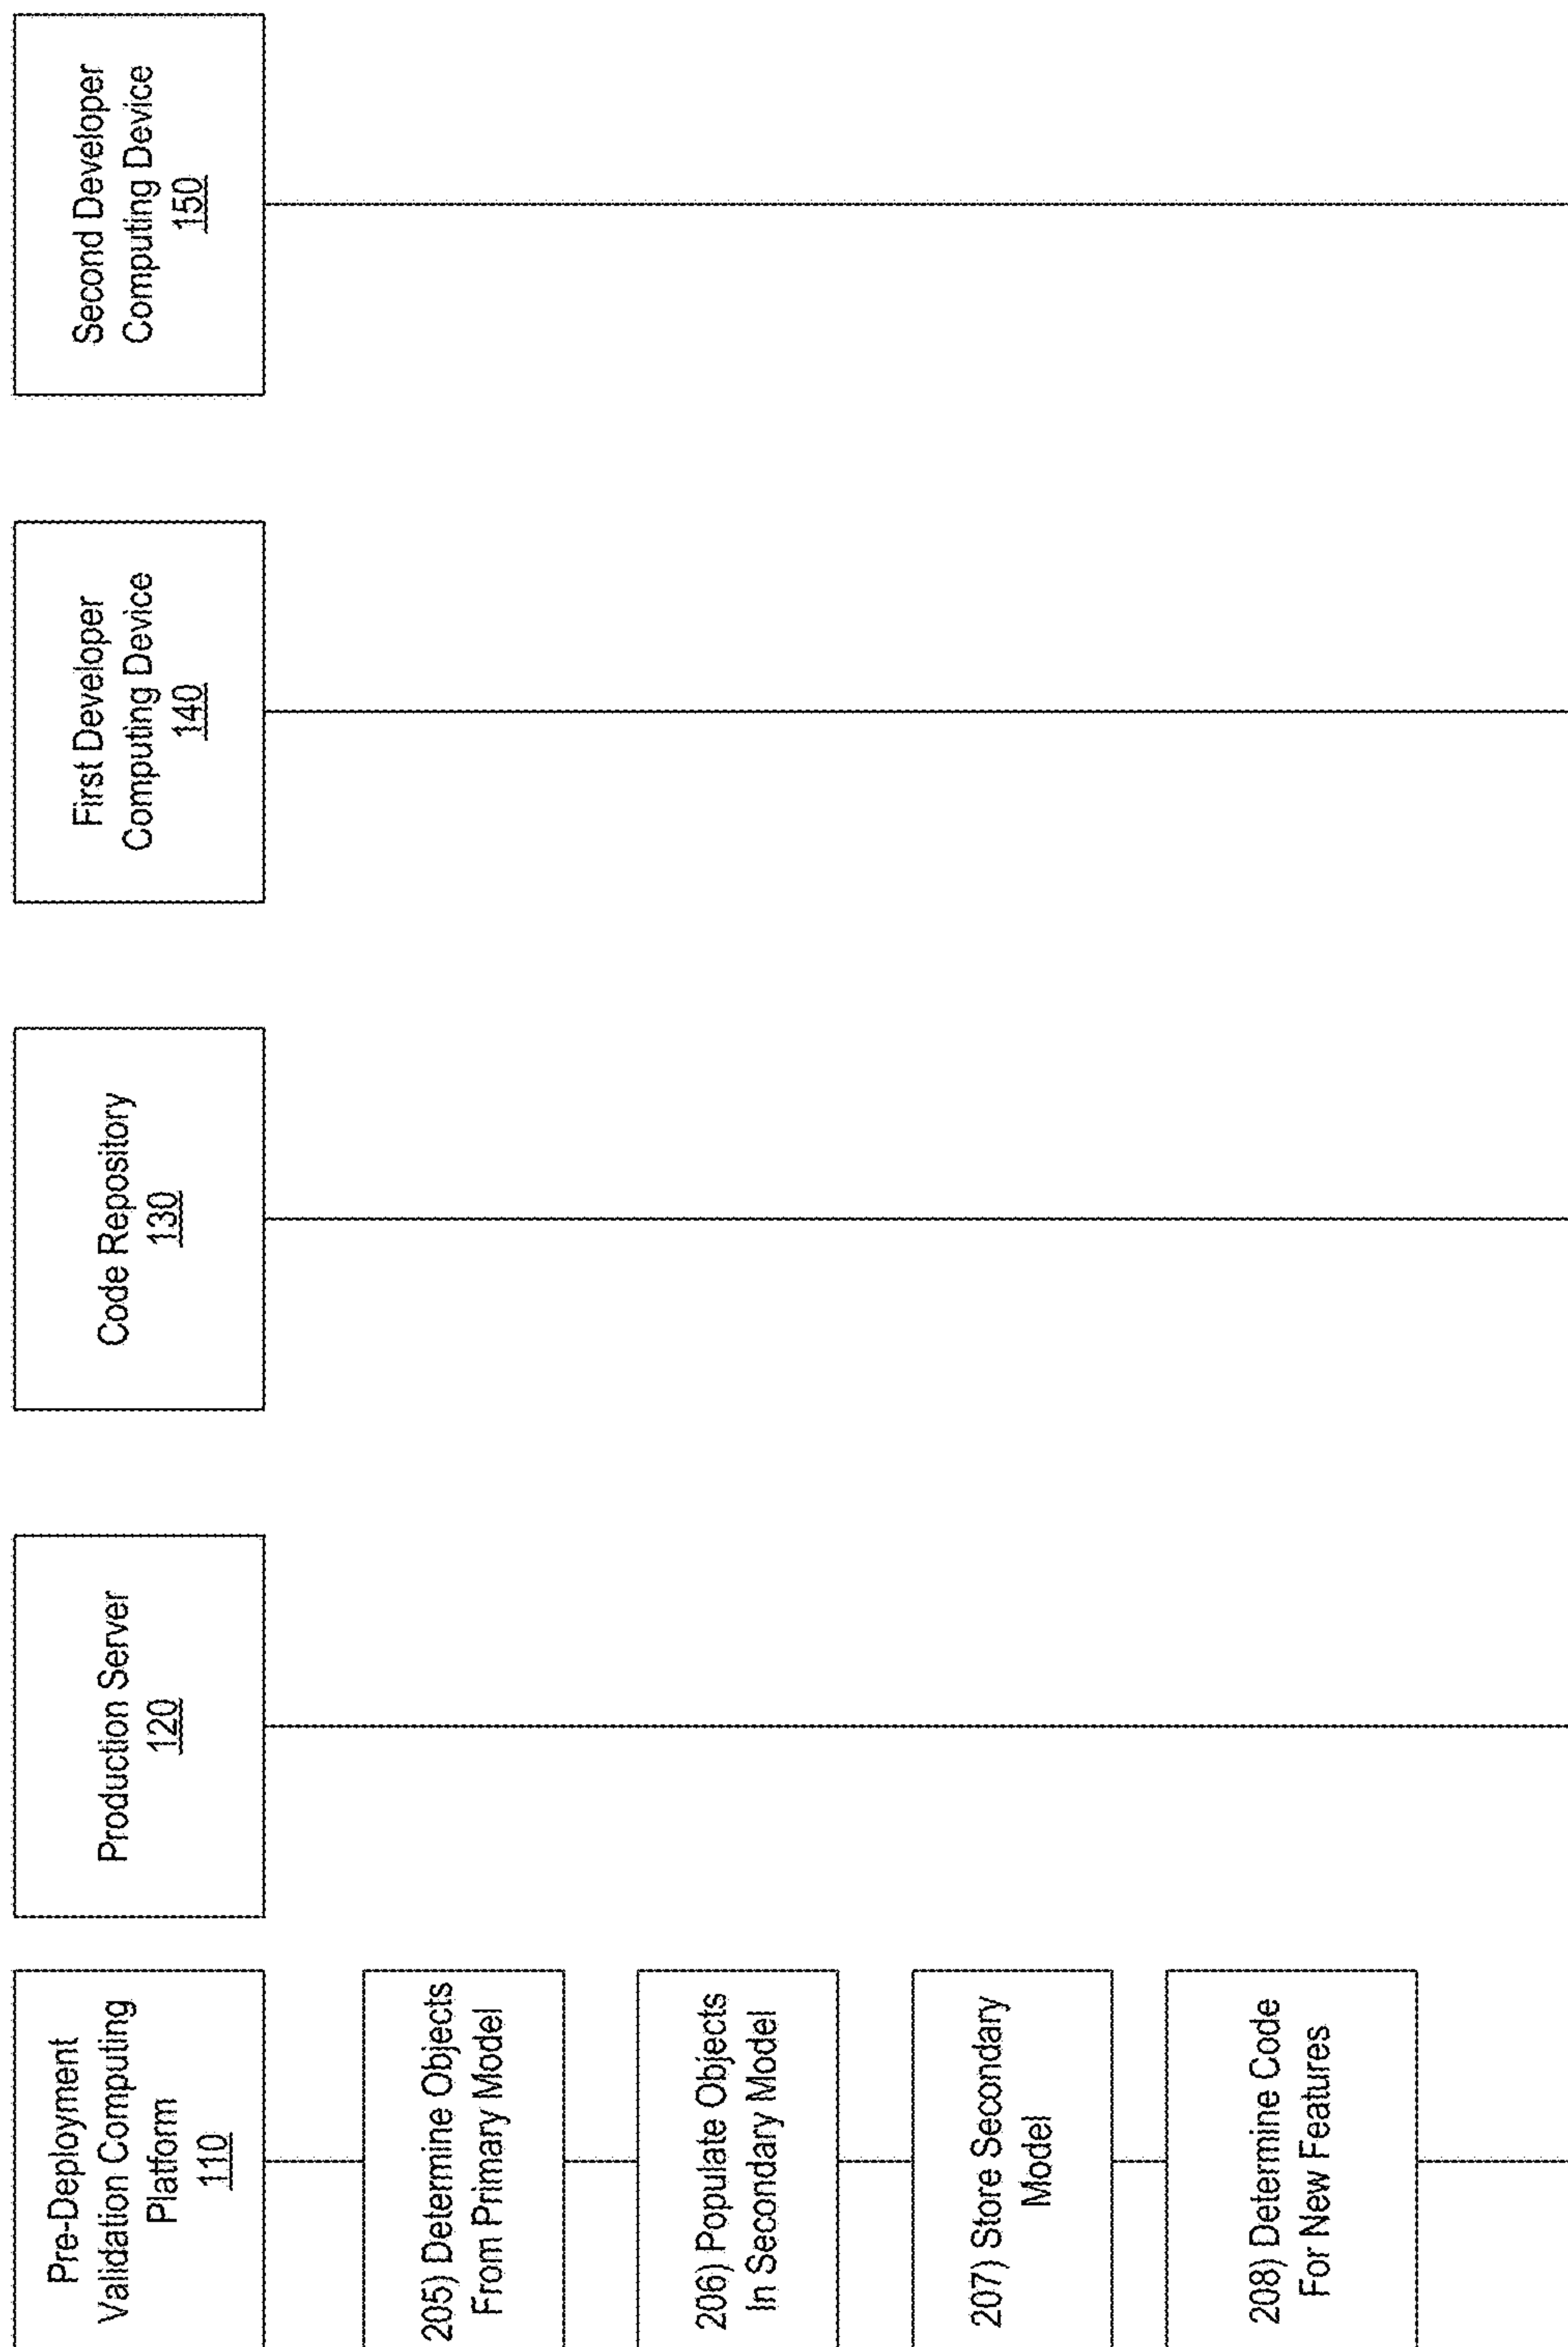 Pre-Deployment
Validation Computing
Platform
110
Production Server
120
Code Repository
130
First Developer
Computing Device
140
Second Developer
Computing Device
150
205) Determine Objects
From Primary Model
206) Populate Objects
In Secondary Model
207) Store Secondary
Model
208) Determine Code
For New Features